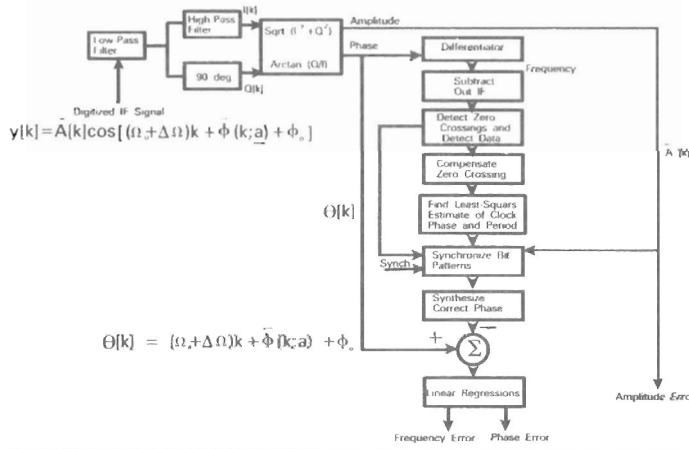 High Pass
Filter
I[k]
Low Pass
Filter
90 deg
Q[k]
Sqrt (I² + Q²)
Arctan (Q/I)
Amplitude
Phase
Digitized IF Signal
y[k]=Ā[k]cos[(Ω₀+ΔΩ)k + Φ̄(k;a) + ϕ₀]
Differentiator
Frequency
Subtract
Out IF
Detect Zero
Crossings and
Detect Data
Compensate
Zero Crossing
Find Least-Squars
Estimate of Clock
Phase and Period
Θ[k]
Synch
Synchronize Bit
Patterns
Synthesize
Correct Phase
Θ[k] = (Ω₀+ΔΩ)k + Φ̄(k;a) + ϕ₀
+
−
Σ
Linear Regressions
Frequency Error
Phase Error
Amplitude Error